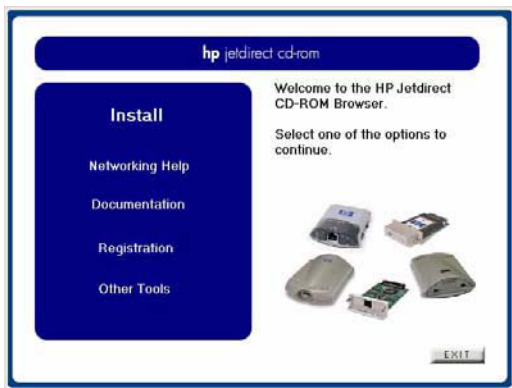 hp jetdirect cd-rom
Install
Networking Help
Documentation
Registration
Other Tools
Welcome to the HP Jetdirect
CD-ROM Browser.
Select one of the options to
continue.
EXIT